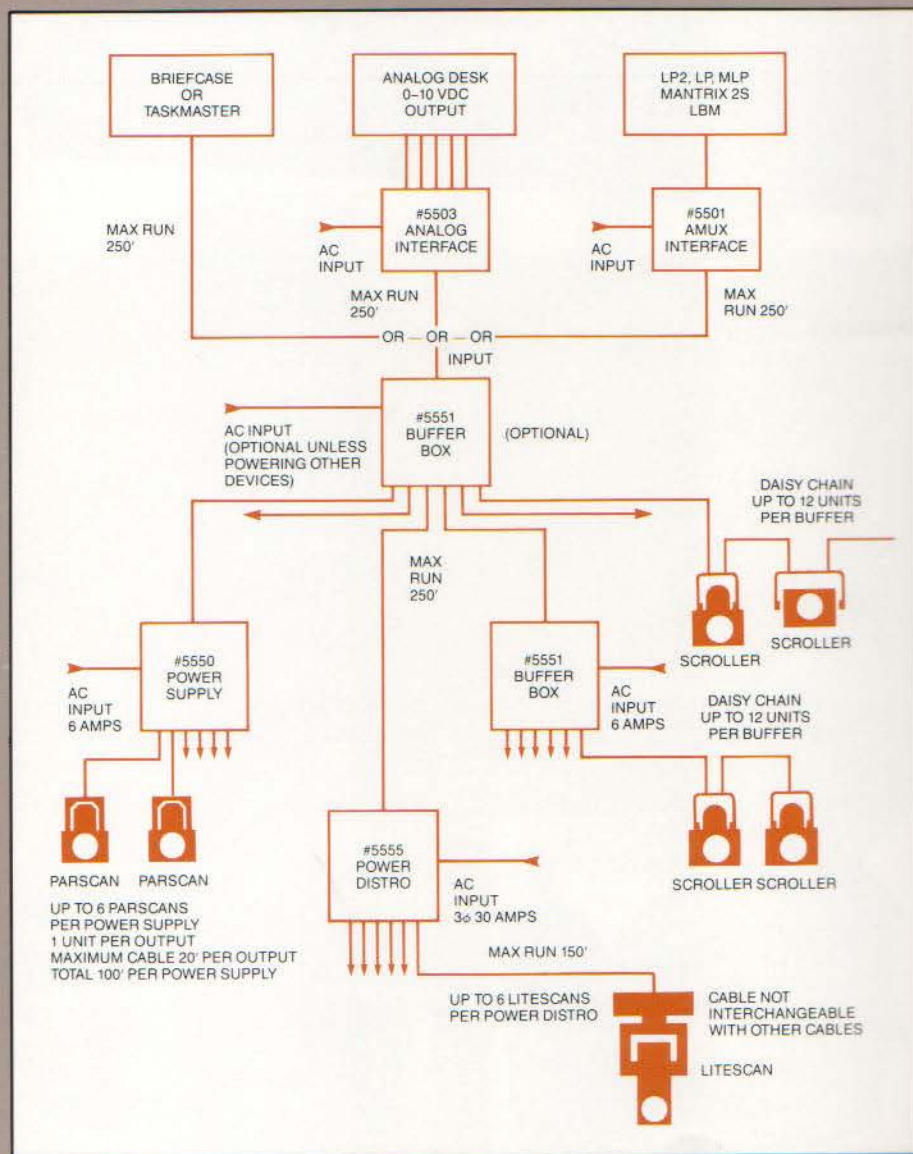 BRIEFCASE
OR
TASKMASTER
ANALOG DESK
0–10 VDC
OUTPUT
LP2, LP, MLP
MANTRIX 2S
LBM
MAX RUN
250'
#5503
ANALOG
INTERFACE
AC
INPUT
MAX RUN
250'
#5501
AMUX
INTERFACE
AC
INPUT
MAX
RUN 250'
OR — OR — OR
INPUT
AC INPUT
(OPTIONAL UNLESS
POWERING OTHER
DEVICES)
#5551
BUFFER
BOX
(OPTIONAL)
DAISY CHAIN
UP TO 12 UNITS
PER BUFFER
MAX
RUN
250'
SCROLLER
SCROLLER
#5550
POWER
SUPPLY
AC
INPUT
6 AMPS
#5551
BUFFER
BOX
AC
INPUT
6 AMPS
DAISY CHAIN
UP TO 12 UNITS
PER BUFFER
PARSCAN
PARSCAN
UP TO 6 PARSCANS
PER POWER SUPPLY
1 UNIT PER OUTPUT
MAXIMUM CABLE 20' PER OUTPUT
TOTAL 100' PER POWER SUPPLY
#5555
POWER
DISTRO
AC
INPUT
3ϕ 30 AMPS
SCROLLER
SCROLLER
MAX RUN 150'
UP TO 6 LITESCANS
PER POWER DISTRO
CABLE NOT
INTERCHANGEABLE
WITH OTHER CABLES
LITESCAN